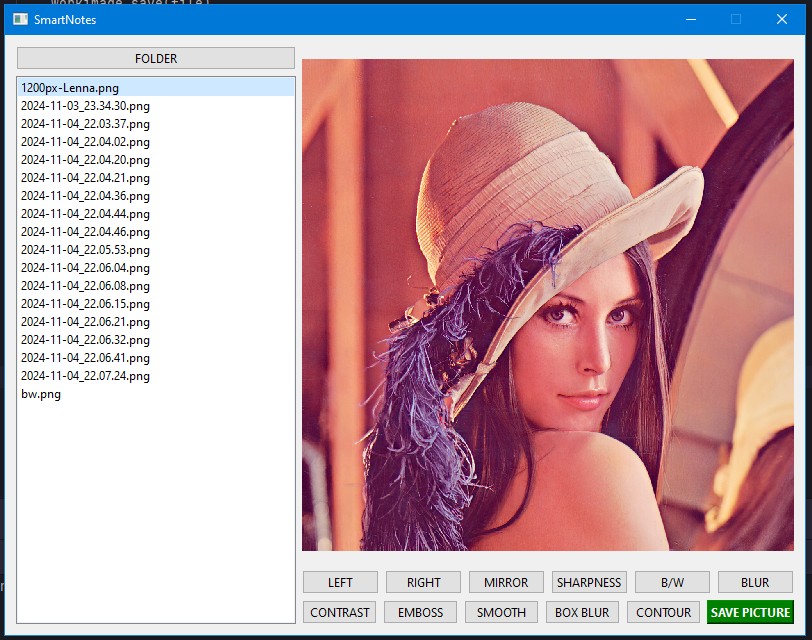 workimage.save(file)
SmartNotes
FOLDER
1200px-Lenna.png
2024-11-03_23.34.30.png
2024-11-04_22.03.37.png
2024-11-04_22.04.02.png
2024-11-04_22.04.20.png
2024-11-04_22.04.21.png
2024-11-04_22.04.36.png
2024-11-04_22.04.44.png
2024-11-04_22.04.46.png
2024-11-04_22.05.53.png
2024-11-04_22.06.04.png
2024-11-04_22.06.08.png
2024-11-04_22.06.15.png
2024-11-04_22.06.21.png
2024-11-04_22.06.32.png
2024-11-04_22.06.41.png
2024-11-04_22.07.24.png
bw.png
LEFT RIGHT MIRROR SHARPNESS B/W BLUR
CONTRAST EMBOSS SMOOTH BOX BLUR CONTOUR SAVE PICTURE